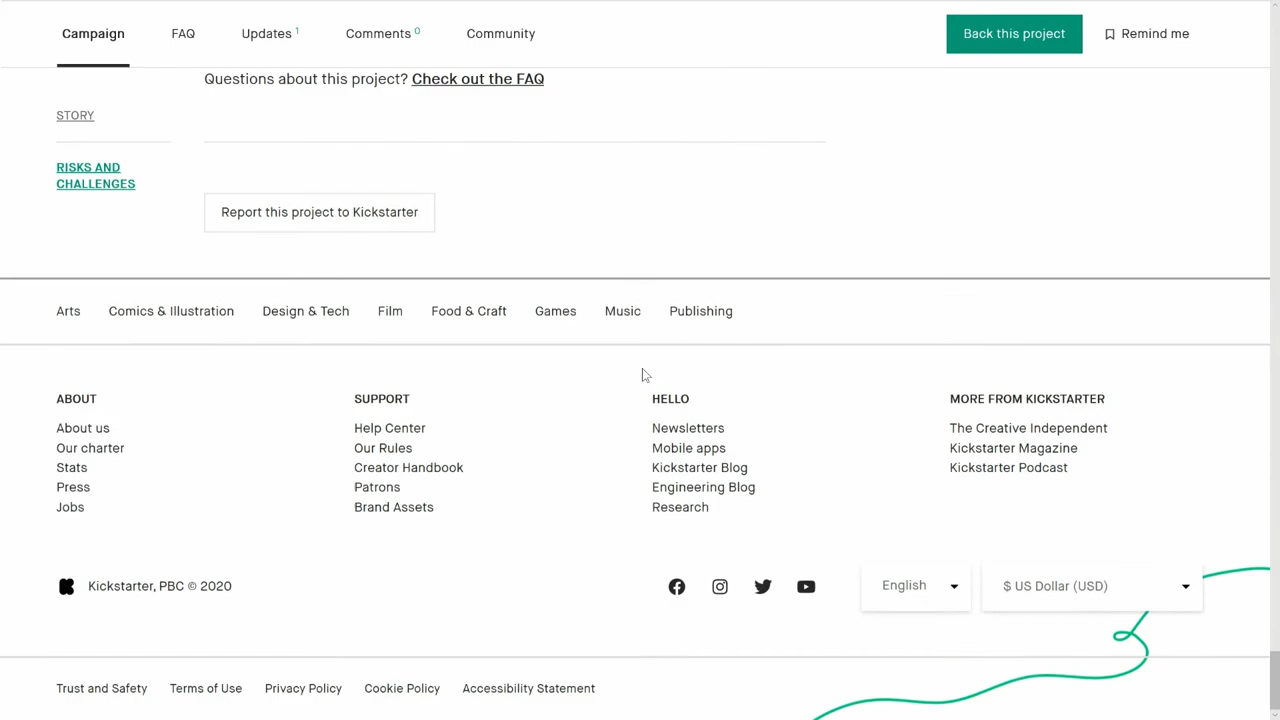 Campaign FAQ Updates 1 Comments 0 Community Back this project Remind me
Questions about this project? Check out the FAQ
STORY
RISKS AND
CHALLENGES
Report this project to Kickstarter
Arts Comics & Illustration Design & Tech Film Food & Craft Games Music Publishing
ABOUT
About us
Our charter
Stats
Press
Jobs
SUPPORT
Help Center
Our Rules
Creator Handbook
Patrons
Brand Assets
HELLO
Newsletters
Mobile apps
Kickstarter Blog
Engineering Blog
Research
MORE FROM KICKSTARTER
The Creative Independent
Kickstarter Magazine
Kickstarter Podcast
Kickstarter, PBC © 2020
English $ US Dollar (USD)
Trust and Safety Terms of Use Privacy Policy Cookie Policy Accessibility Statement